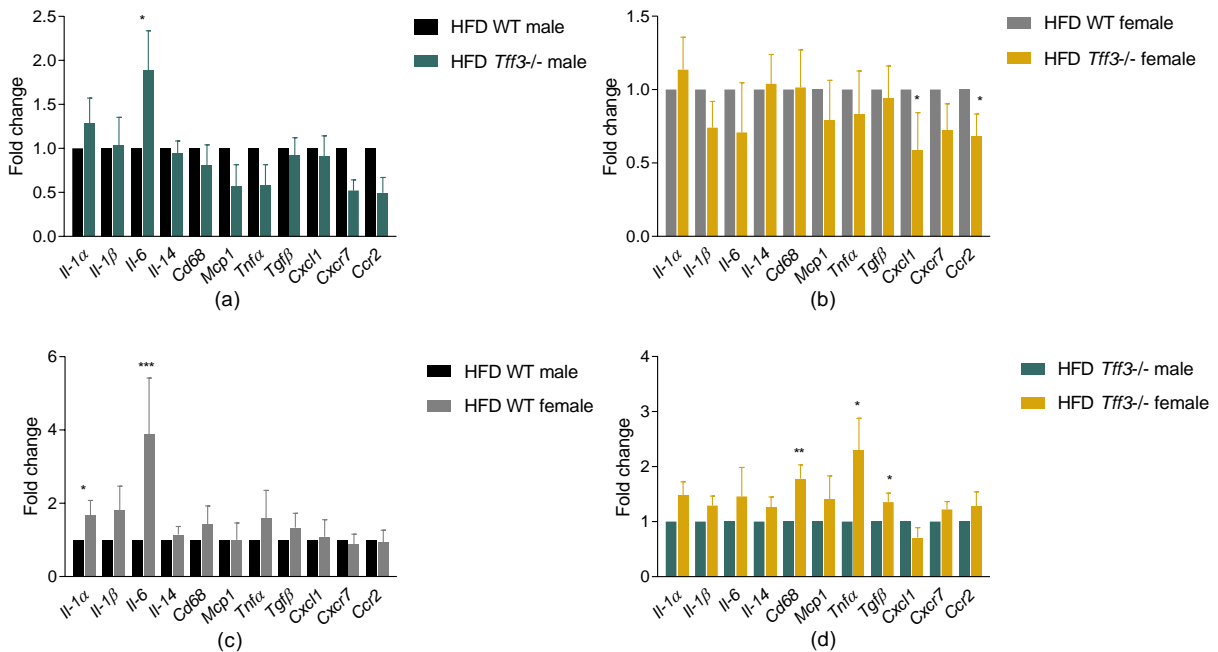 2.5
2.0
1.5
1.0
0.5
0.0
Fold change
*
Il-1α Il-1β Il-6 Il-14 Cd68 Mcp1 Tnfα Tgfβ Cxcl1 Cxcr7 Ccr2
HFD WT male
HFD Tff3-/- male
(a)
1.5
1.0
0.5
0.0
Fold change
* *
Il-1α Il-1β Il-6 Il-14 Cd68 Mcp1 Tnfα Tgfβ Cxcl1 Cxcr7 Ccr2
HFD WT female
HFD Tff3-/- female
(b)
6
4
2
0
Fold change
* ***
Il-1α Il-1β Il-6 Il-14 Cd68 Mcp1 Tnfα Tgfβ Cxcl1 Cxcr7 Ccr2
HFD WT male
HFD WT female
(c)
4
3
2
1
0
Fold change
** * *
Il-1α Il-1β Il-6 Il-14 Cd68 Mcp1 Tnfα Tgfβ Cxcl1 Cxcr7 Ccr2
HFD Tff3-/- male
HFD Tff3-/- female
(d)